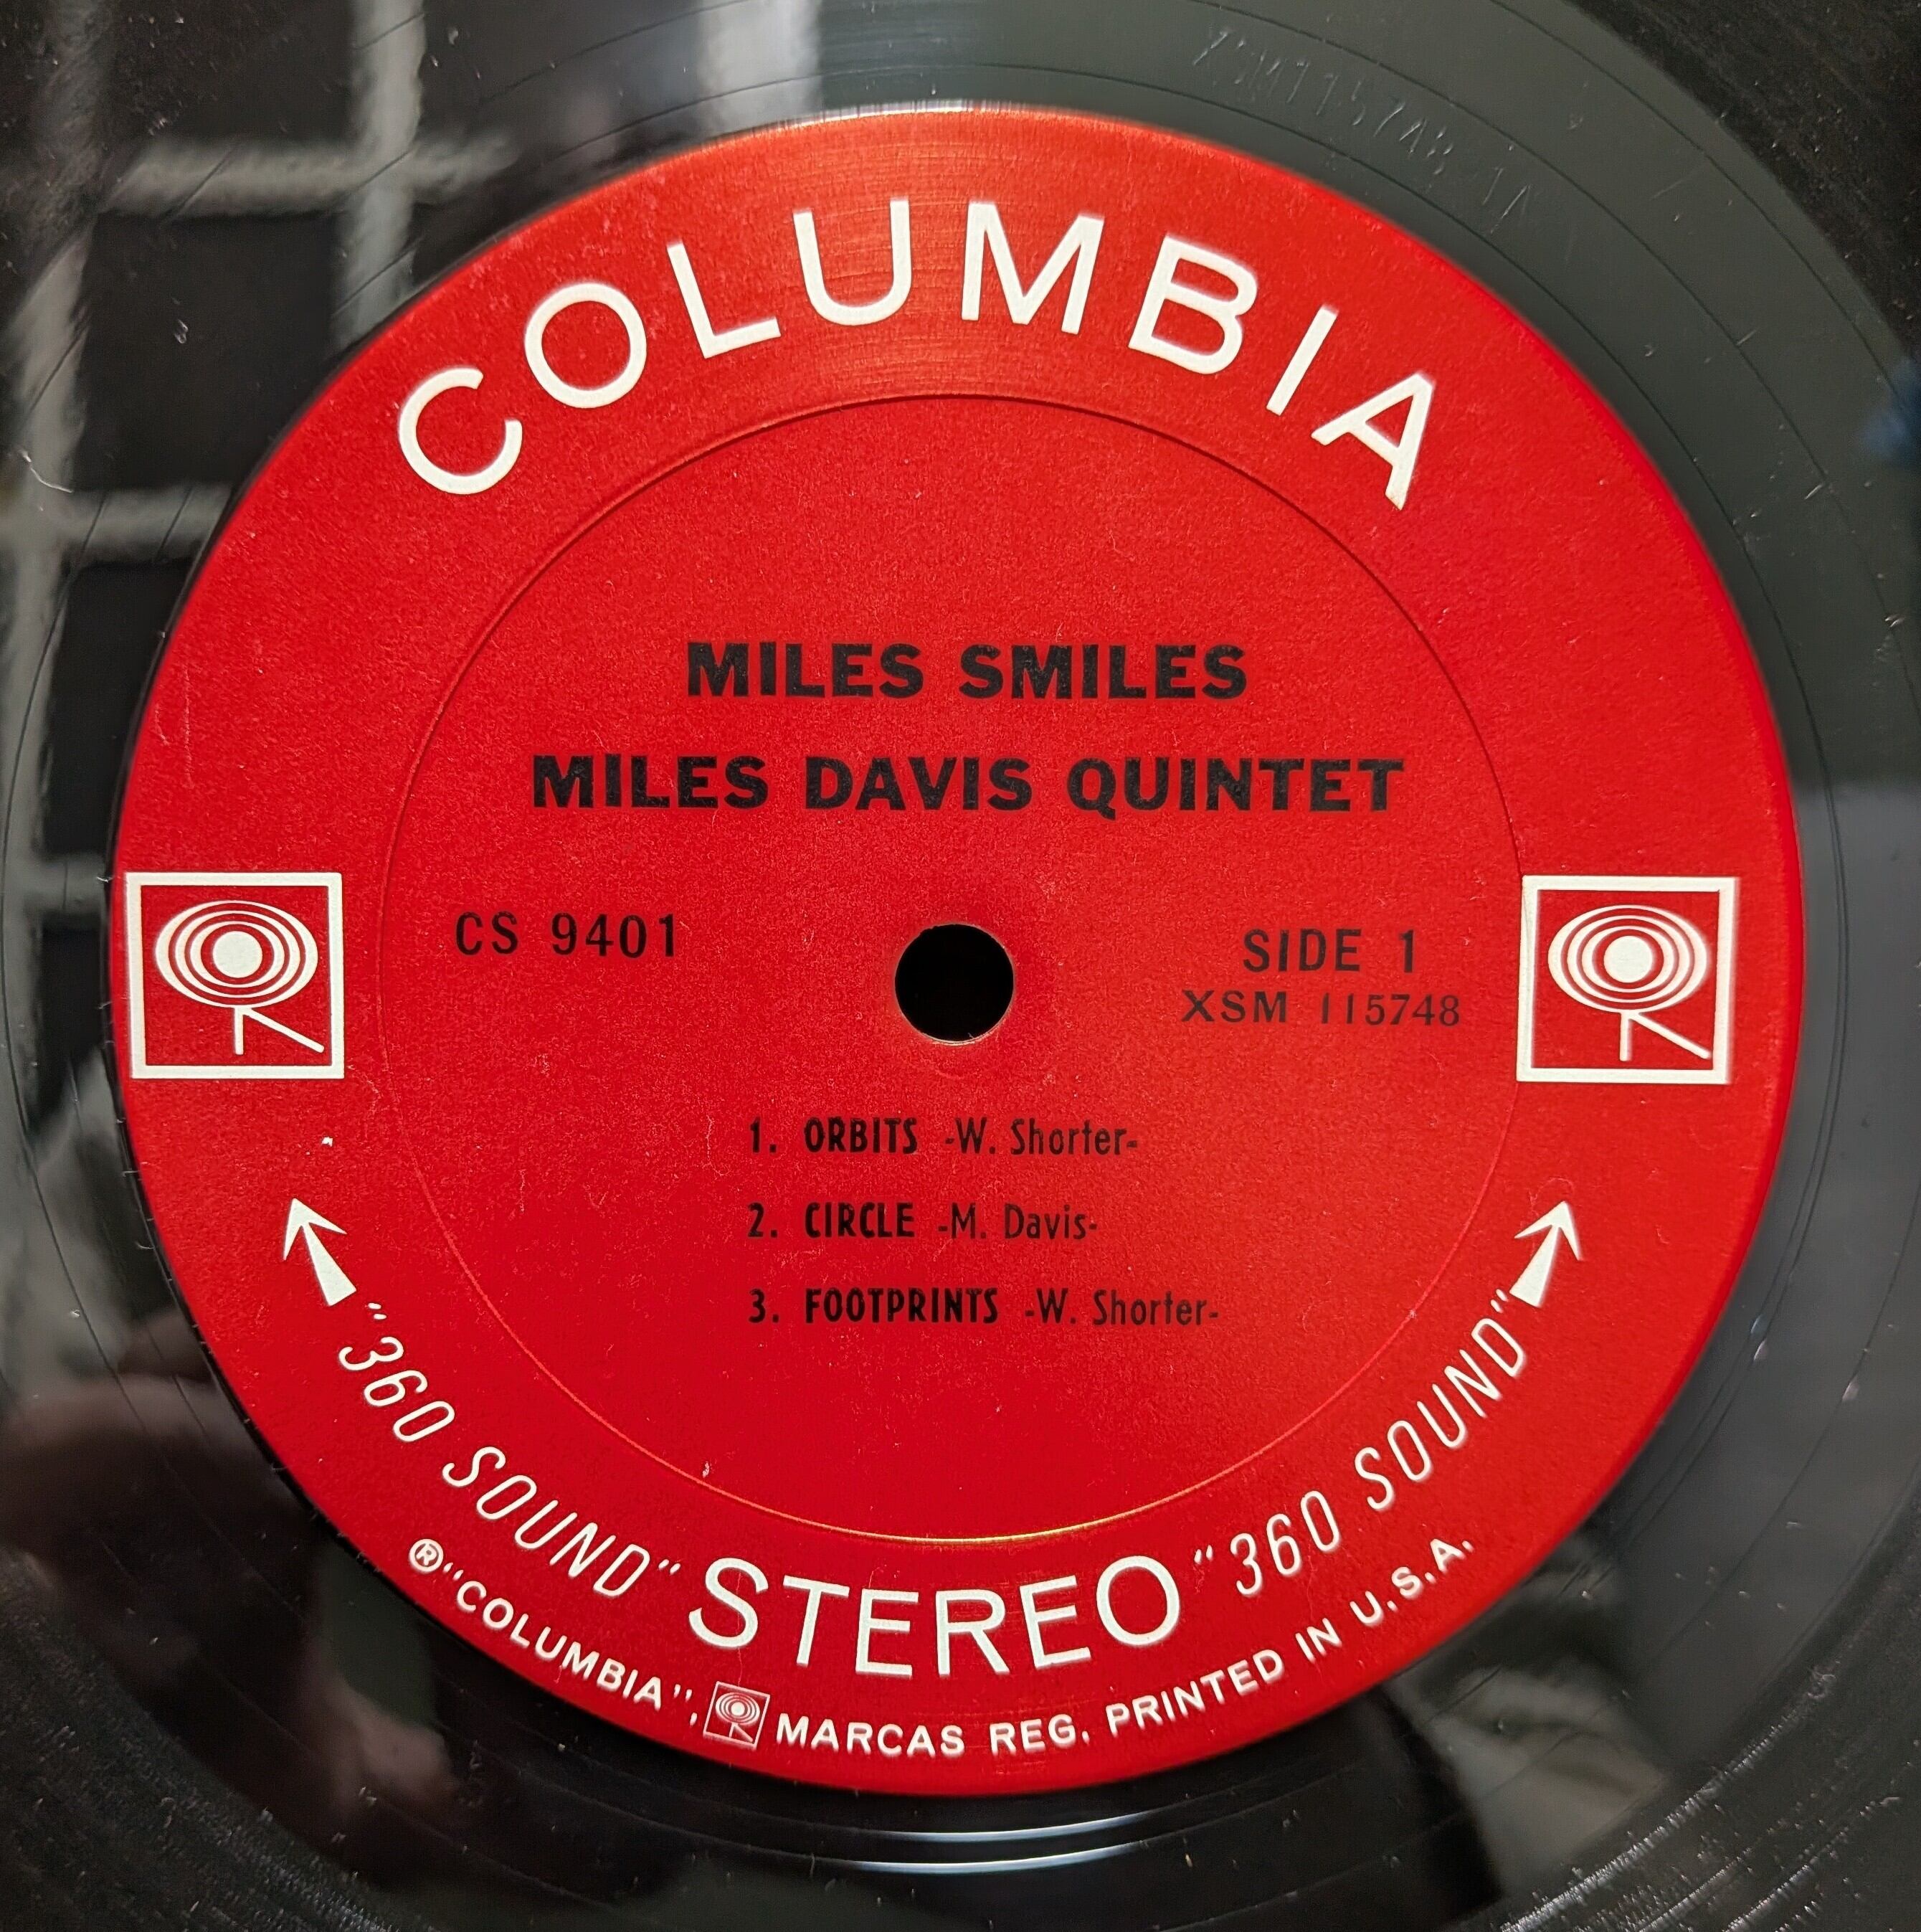 COLUMBIA
MILES SMILES
MILES DAVIS QUINTET
CS 9401
SIDE 1
XSM 115748
1. ORBITS -W. Shorter-
2. CIRCLE -M. Davis-
3. FOOTPRINTS -W. Shorter-
"360 SOUND" STEREO "360 SOUND"
®"COLUMBIA", MARCAS REG. PRINTED IN U.S.A.